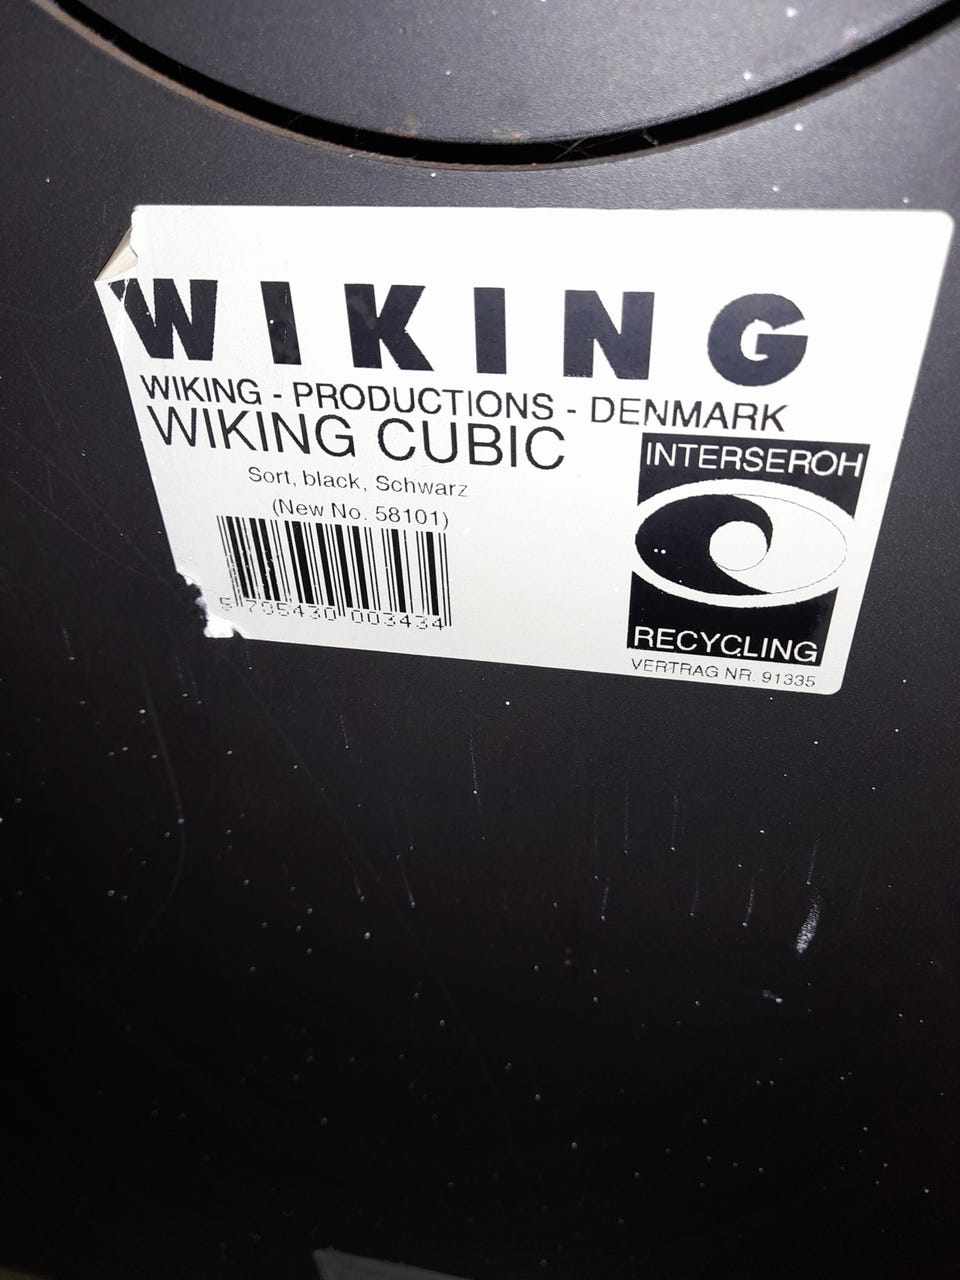 WIKING
WIKING - PRODUCTIONS - DENMARK
WIKING CUBIC
Sort, black, Schwarz
(New No. 58101)
5 705430 003434
INTERSEROH
RECYCLING
VERTRAG NR. 91335